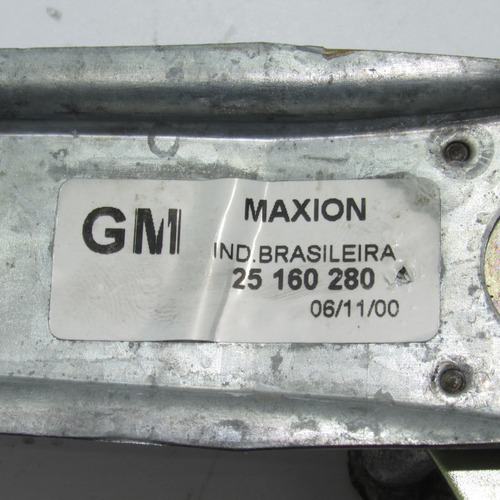 GM MAXION
IND.BRASILEIRA
25 160 280
06/11/00